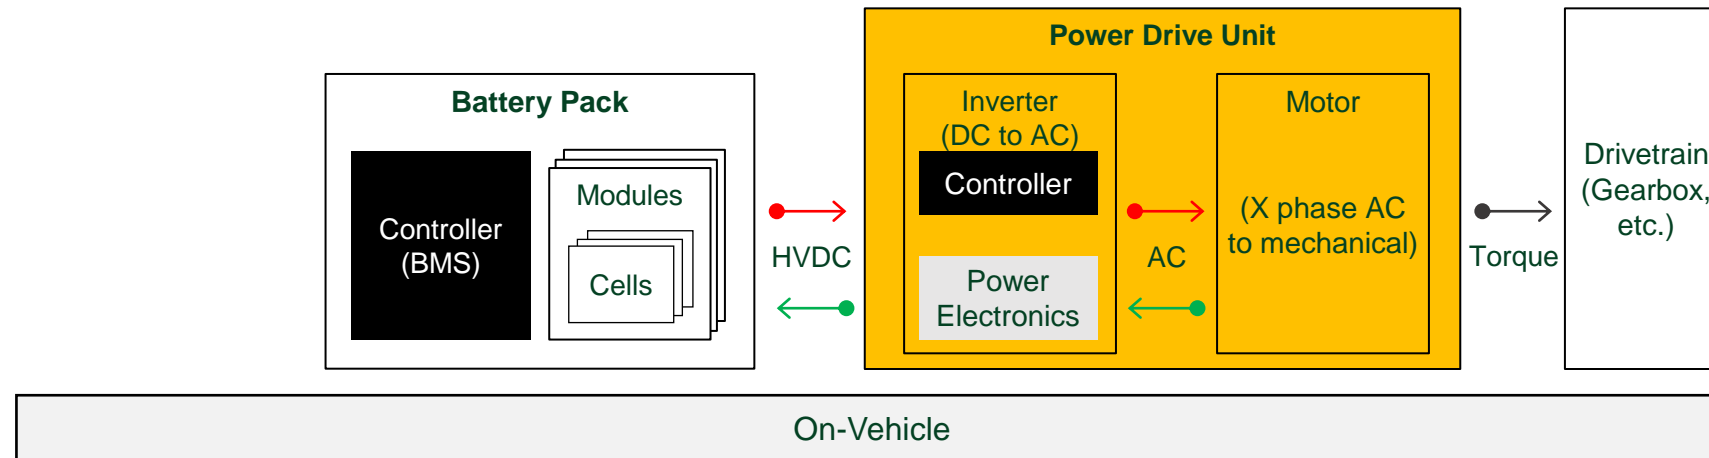 Power Drive Unit
Battery Pack
Controller
(BMS)
Modules
Cells
HVDC
Inverter
(DC to AC)
Controller
Power
Electronics
AC
Motor
(X phase AC
to mechanical)
Torque
Drivetrain
(Gearbox,
etc.)
On-Vehicle